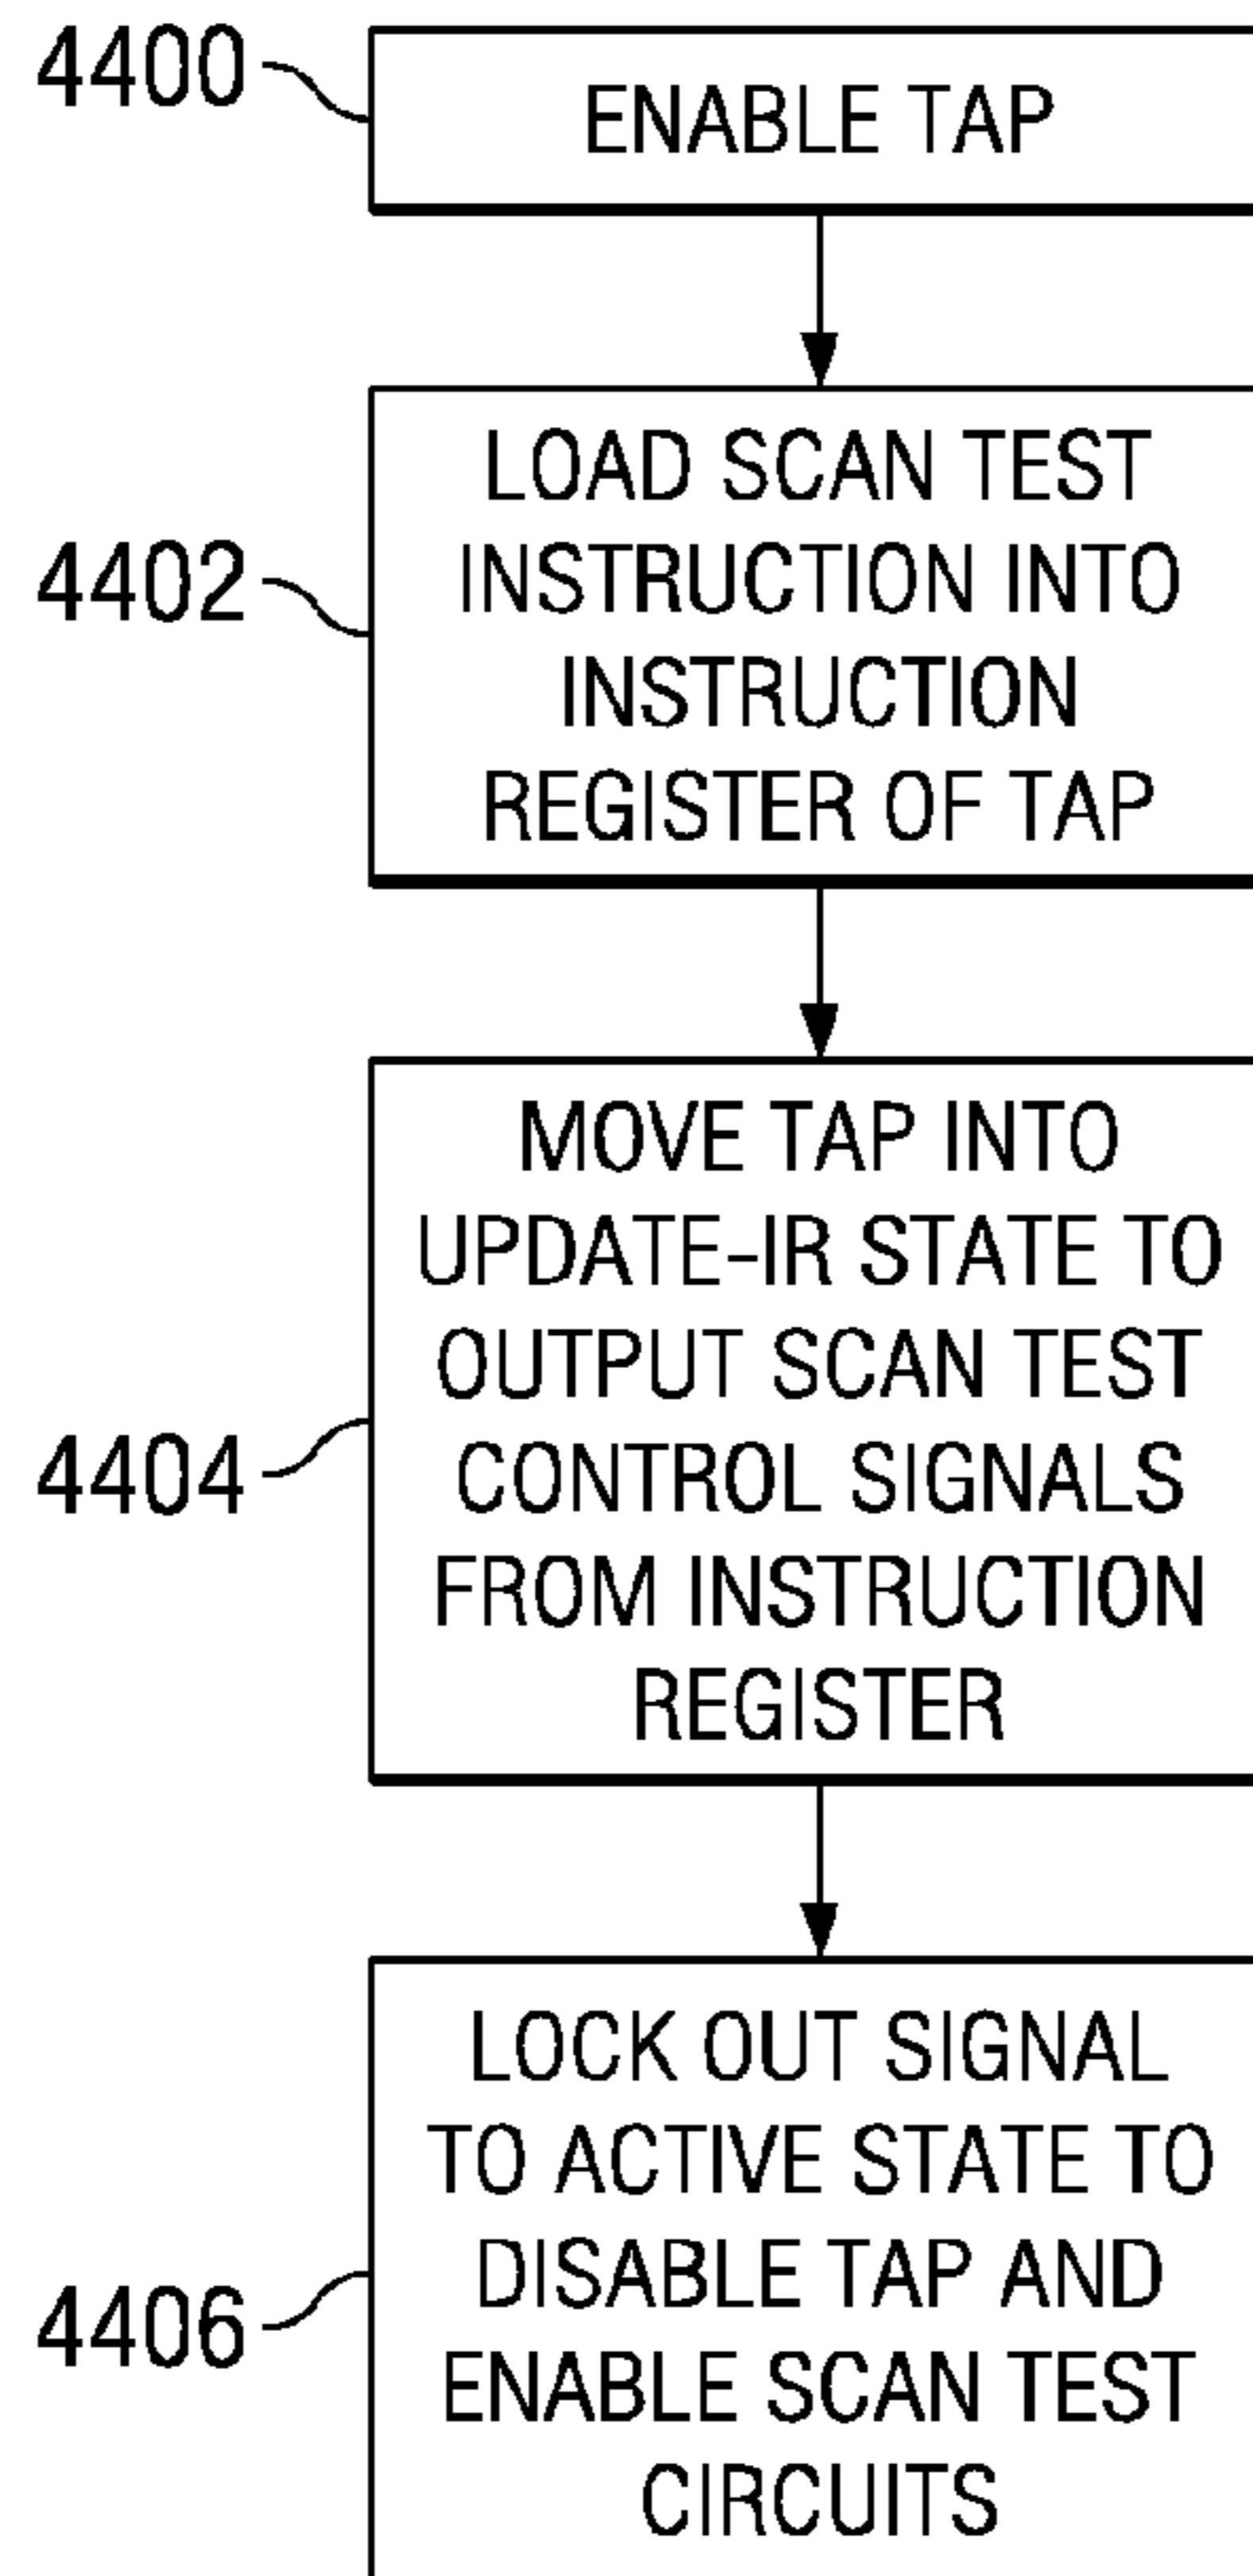 4400
ENABLE TAP
4402
LOAD SCAN TEST
INSTRUCTION INTO
INSTRUCTION
REGISTER OF TAP
4404
MOVE TAP INTO
UPDATE-IR STATE TO
OUTPUT SCAN TEST
CONTROL SIGNALS
FROM INSTRUCTION
REGISTER
4406
LOCK OUT SIGNAL
TO ACTIVE STATE TO
DISABLE TAP AND
ENABLE SCAN TEST
CIRCUITS